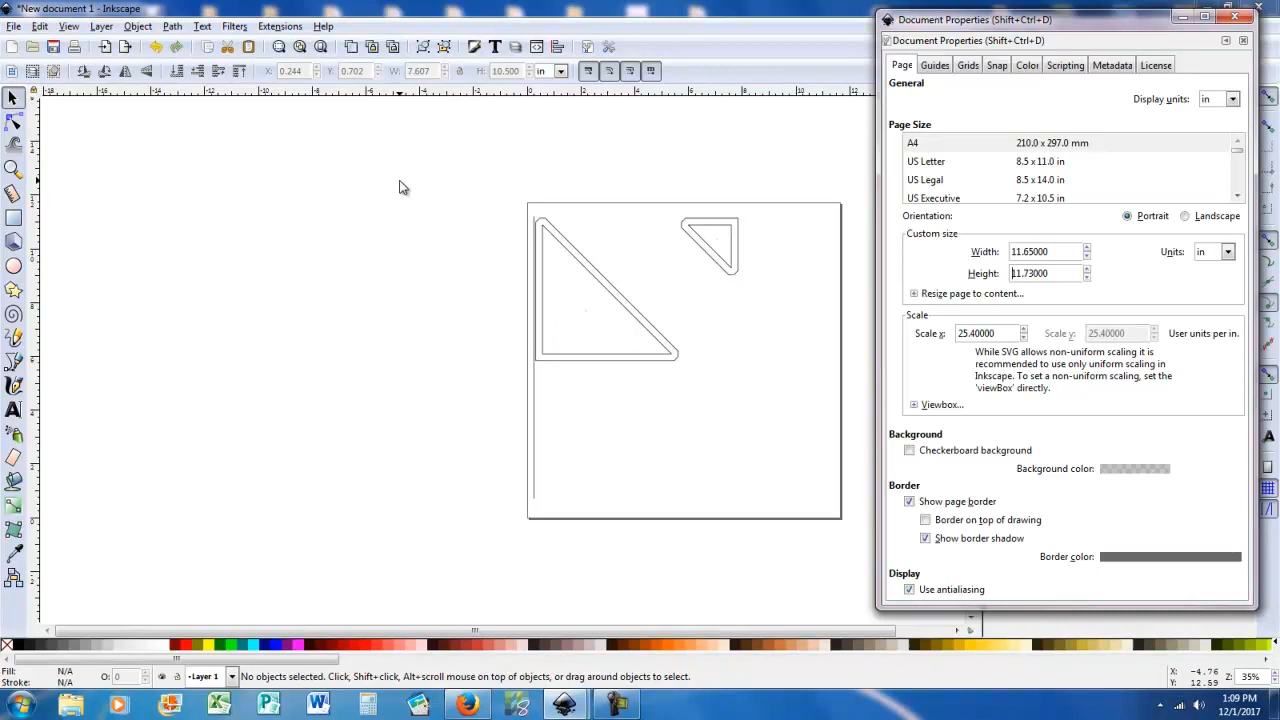 *New document 1 - Inkscape
File Edit View Layer Object Path Text Filters Extensions Help
X: 0.244 Y: 0.702 W: 7.607 H: 10.500 in
Document Properties (Shift+Ctrl+D)
Document Properties (Shift+Ctrl+D)
Page Guides Grids Snap Color Scripting Metadata License
General
Display units: in
Page Size
A4 210.0 x 297.0 mm
US Letter 8.5 x 11.0 in
US Legal 8.5 x 14.0 in
US Executive 7.2 x 10.5 in
Orientation: Portrait Landscape
Custom size
Width: 11.65000 Units: in
Height: 11.73000
Resize page to content...
Scale
Scale x: 25.40000 Scale y: 25.40000 User units per in.
While SVG allows non-uniform scaling it is
recommended to use only uniform scaling in
Inkscape. To set a non-uniform scaling, set the
'viewBox' directly.
Viewbox...
Background
Checkerboard background
Background color:
Border
Show page border
Border on top of drawing
Show border shadow
Border color:
Display
Use antialiasing
Fill: N/A
Stroke: N/A
O: 0
Layer 1
No objects selected. Click, Shift+click, Alt+scroll mouse on top of objects, or drag around objects to select.
X: -4.76
Y: 12.59
Z: 35%
1:09 PM
12/1/2017